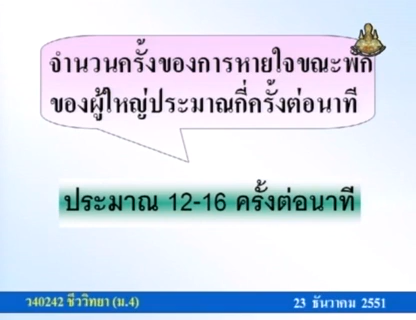 จำนวนครั้งของการหายใจขณะพัก
ของผู้ใหญ่ประมาณกี่ครั้งต่อนาที
ประมาณ 12-16 ครั้งต่อนาที
ว40242 ชีววิทยา (ม.4)
23 ธันวาคม 2551